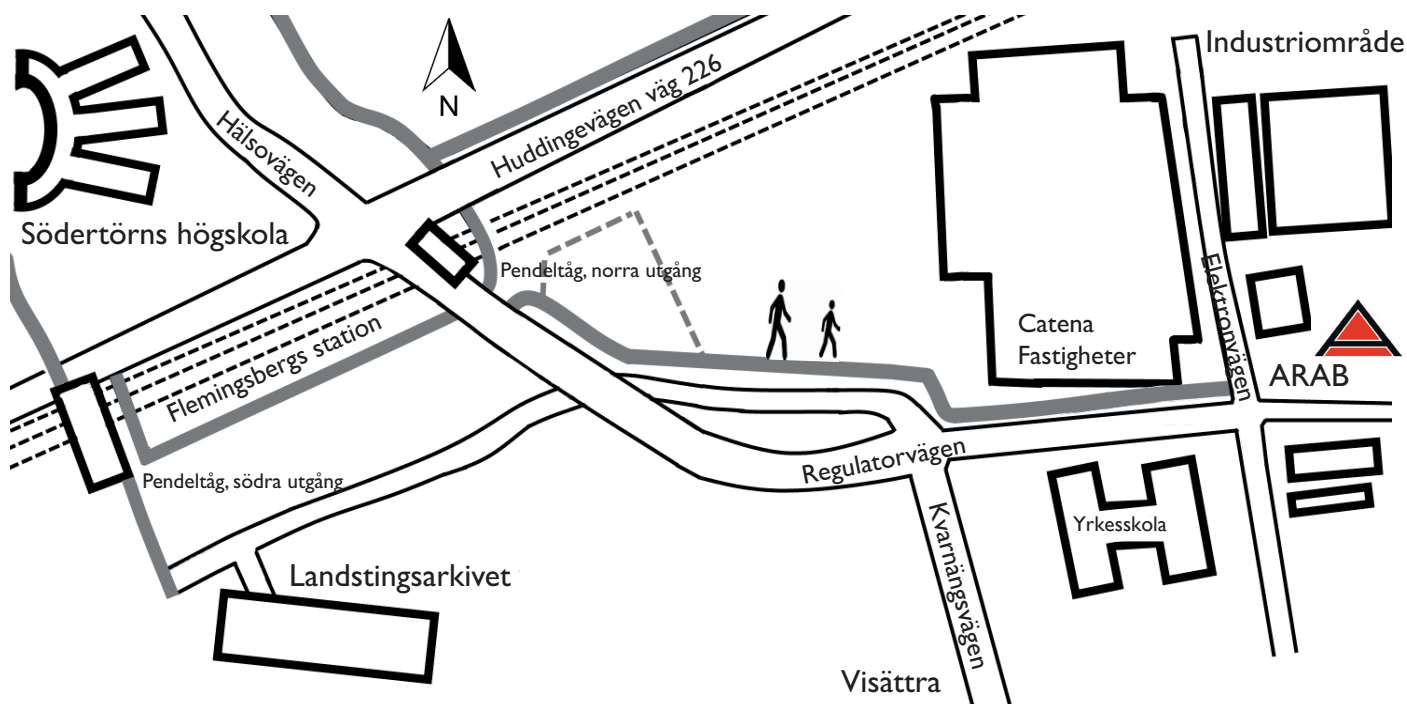 Industriområde
Huddingevägen väg 226
N
Hälsovägen
Södertörns högskola
Pendeltåg, norra utgång
Elektronvägen
Catena
Fastigheter
Flemingsbergs station
ARAB
Regulatorvägen
Pendeltåg, södra utgång
Yrkesskola
Kvarnängsvägen
Landstingsarkivet
Visättra